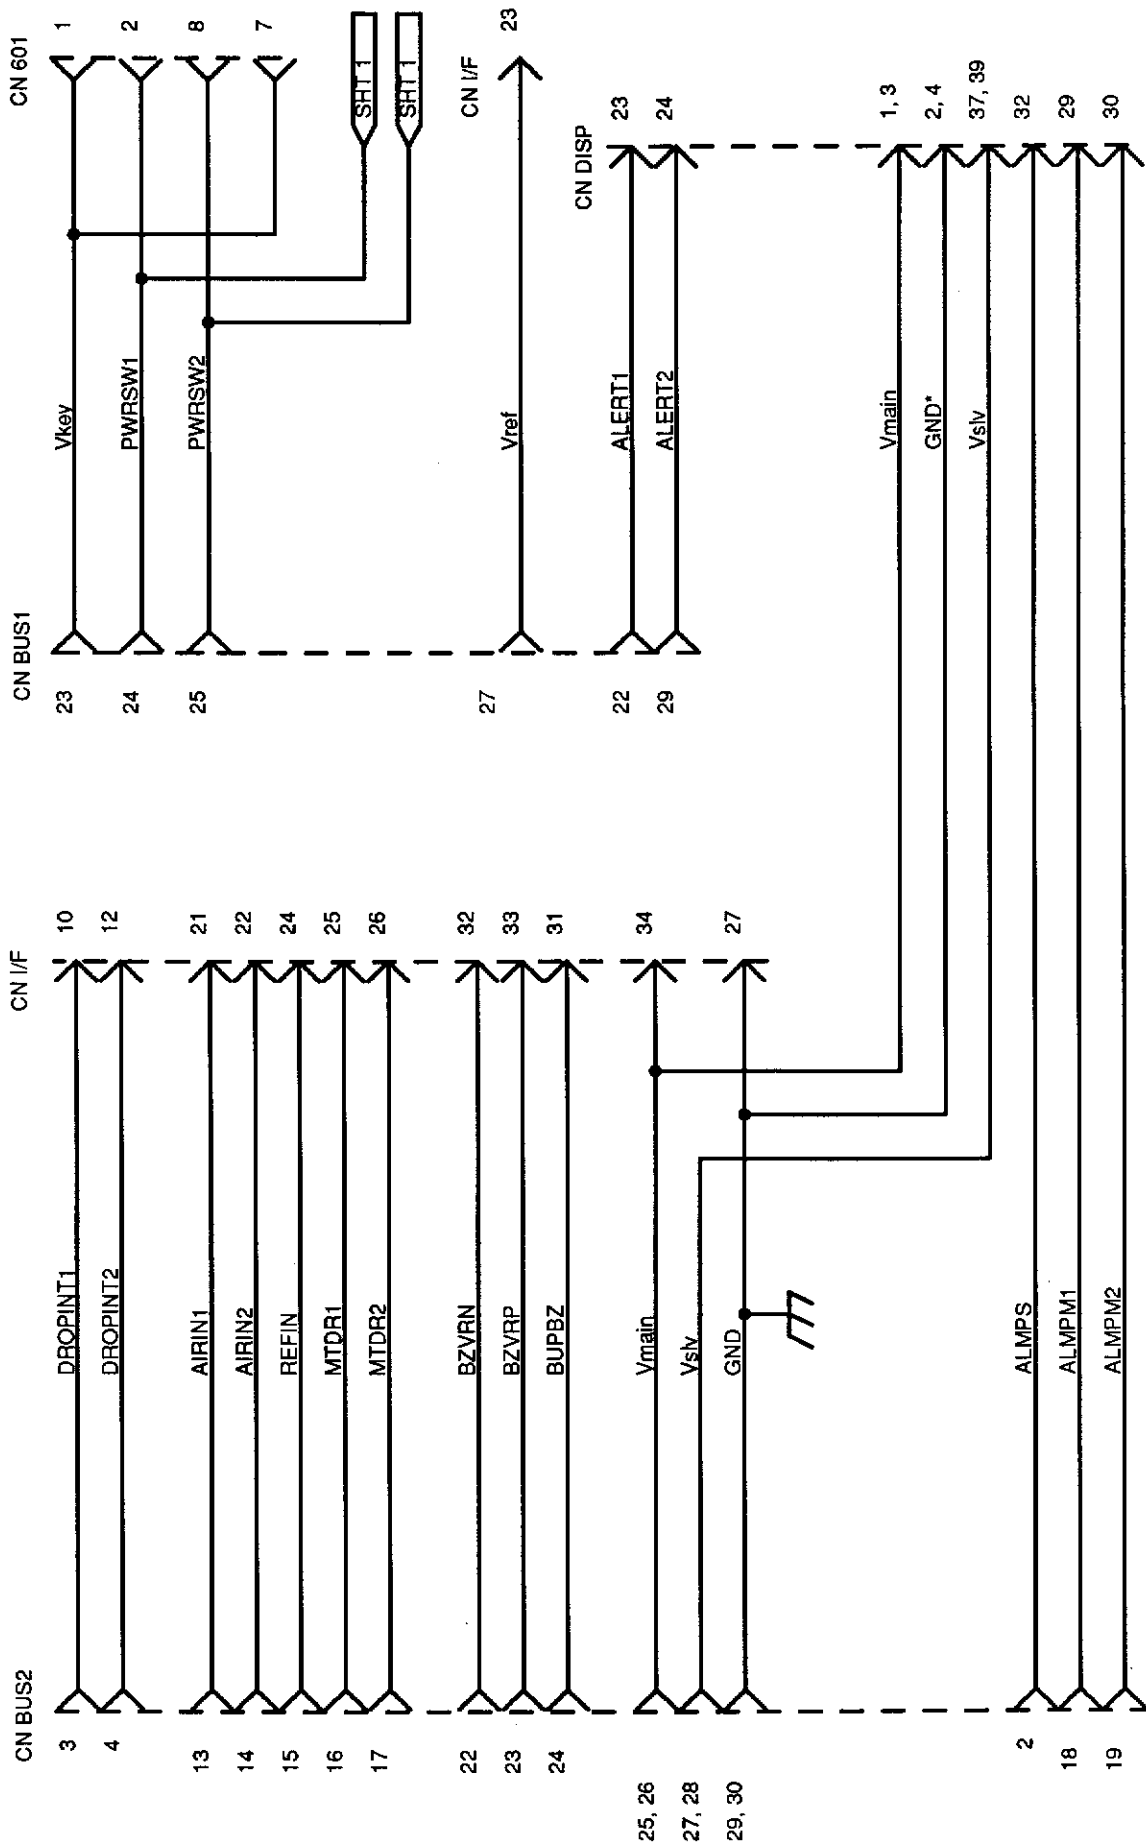 CN BUS2
CN I/F
3 DROPINT1 10
4 DROPINT2 12
13 AIRIN1 21
14 AIRIN2 22
15 REFIN 24
16 MTDR1 25
17 MTDR2 26
22 BZVRN 32
23 BZVRP 33
24 BUPBZ 31
25, 26 Vmain 34
27, 28 Vslv
29, 30 GND 27
2 ALMPS 32
18 ALMPM1 29
19 ALMPM2 30
CN BUS1
CN 601
23 Vkey 1
24 PWRSW1 2
25 PWRSW2 8
7
SHT 1
SHT 1
CN I/F
27 Vref 23
CN DISP
22 ALERT1 23
29 ALERT2 24
Vmain 1, 3
GND* 2, 4
Vslv 37, 39